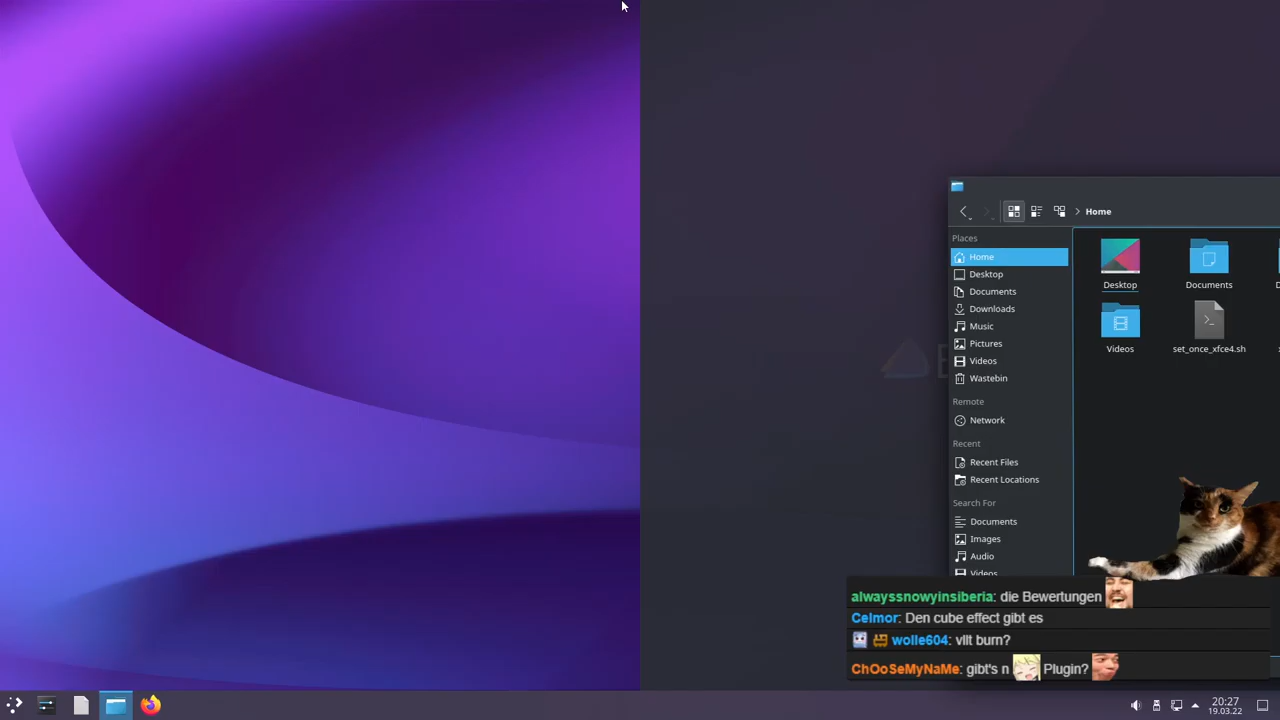 Home
Places
Home
Desktop
Documents
Downloads
Music
Pictures
Videos
Wastebin
Remote
Network
Recent
Recent Files
Recent Locations
Search For
Documents
Images
Audio
Videos
Desktop
Documents
Videos
set_once_xfce4.sh
alwayssnowyinsiberia: die Bewertungen
Celmor: Den cube effect gibt es
wolle604: vllt burn?
ChOoSeMyNaMe: gibt's n Plugin?
20:27
19.03.22